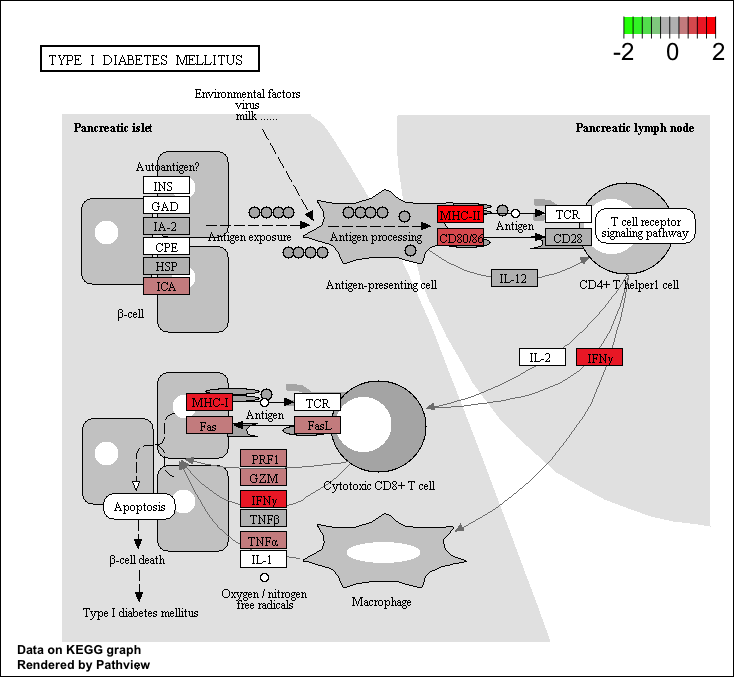 -2 0 2
TYPE I DIABETES MELLITUS
Environmental factors
virus
milk ......
Pancreatic islet
Pancreatic lymph node
Autoantigen?
INS
GAD
IA-2
CPE
HSP
ICA
β-cell
Antigen exposure
Antigen processing
MHC-II
CD80/86
Antigen
TCR
CD28
T cell receptor
signaling pathway
IL-12
Antigen-presenting cell
CD4+ T helper1 cell
IL-2
IFNγ
MHC-I
Fas
Antigen
TCR
FasL
PRF1
GZM
IFNγ
TNFβ
TNFα
IL-1
Cytotoxic CD8+ T cell
Apoptosis
β-cell death
Type I diabetes mellitus
Oxygen / nitrogen
free radicals
Macrophage
Data on KEGG graph
Rendered by Pathview